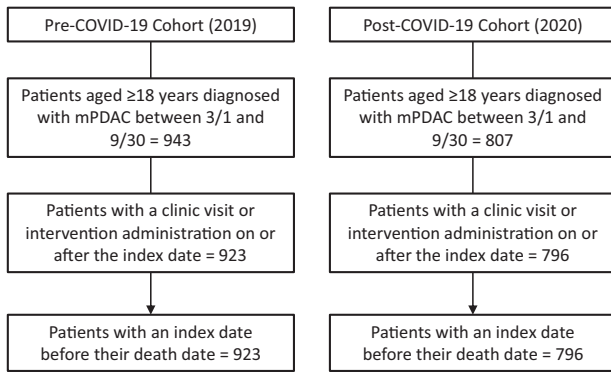 Pre-COVID-19 Cohort (2019)
Patients aged ≥18 years diagnosed
with mPDAC between 3/1 and
9/30 = 943
Patients with a clinic visit or
intervention administration on or
after the index date = 923
Patients with an index date
before their death date = 923
Post-COVID-19 Cohort (2020)
Patients aged ≥18 years diagnosed
with mPDAC between 3/1 and
9/30 = 807
Patients with a clinic visit or
intervention administration on or
after the index date = 796
Patients with an index date
before their death date = 796